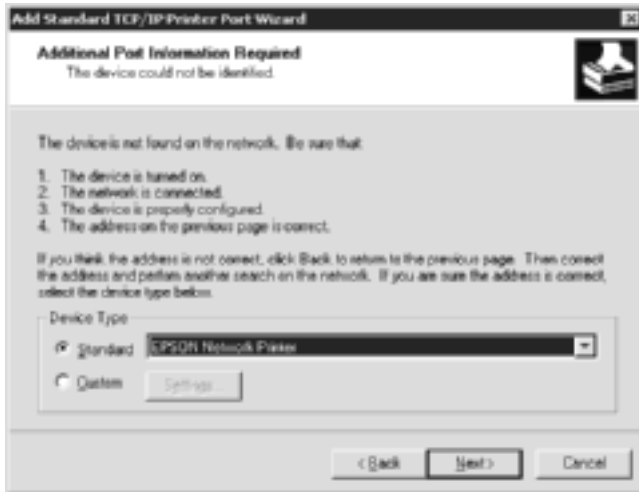 Add Standard TCP/IP Printer Port Wizard
Additional Port Information Required
The device could not be identified.
The device is not found on the network. Be sure that:
1. The device is turned on.
2. The network is connected.
3. The device is properly configured.
4. The address on the previous page is correct.
If you think the address is not correct, click Back to return to the previous page. Then correct
the address and perform another search on the network. If you are sure the address is correct,
select the device type below.
Device Type
Standard
EPSON Network Printer
Custom
Settings...
< Back
Next >
Cancel